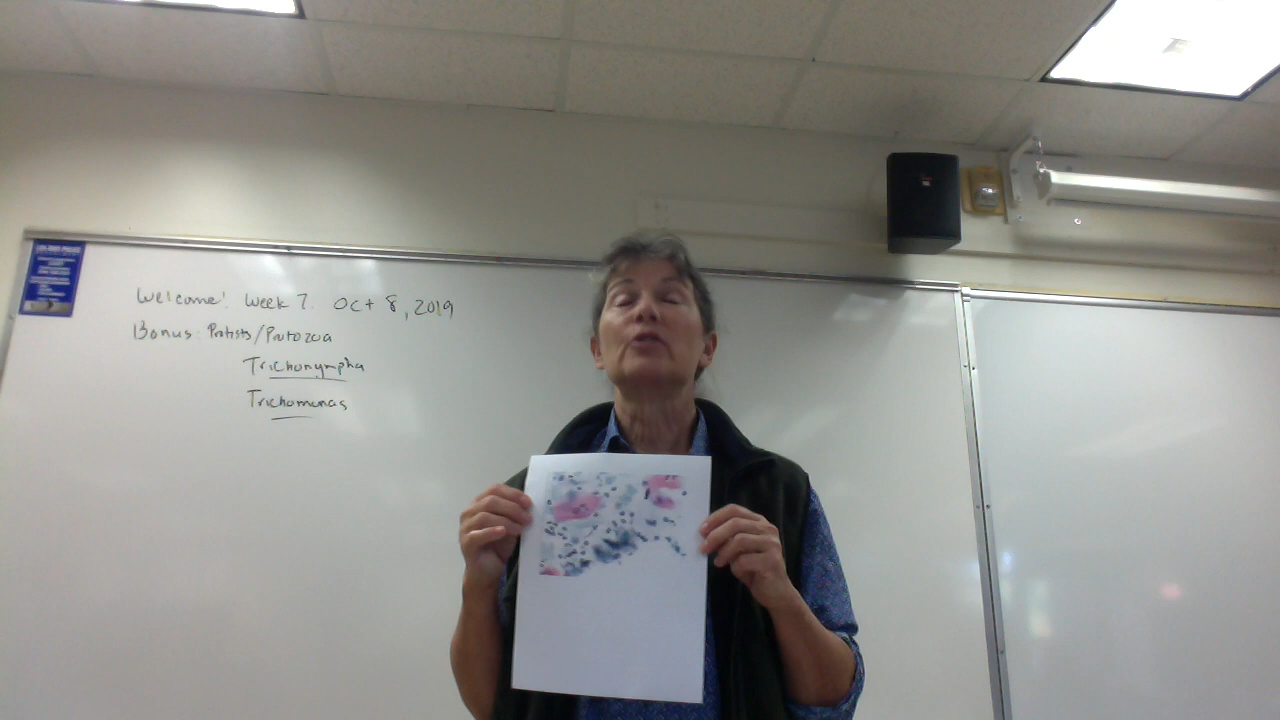 Welcome! Week 7. Oct 8, 2019
Bonus: Protists/Protozoa
Trichonympha
Trichomonas